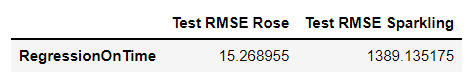 Test RMSE Rose Test RMSE Sparkling
RegressionOnTime 15.268955 1389.135175